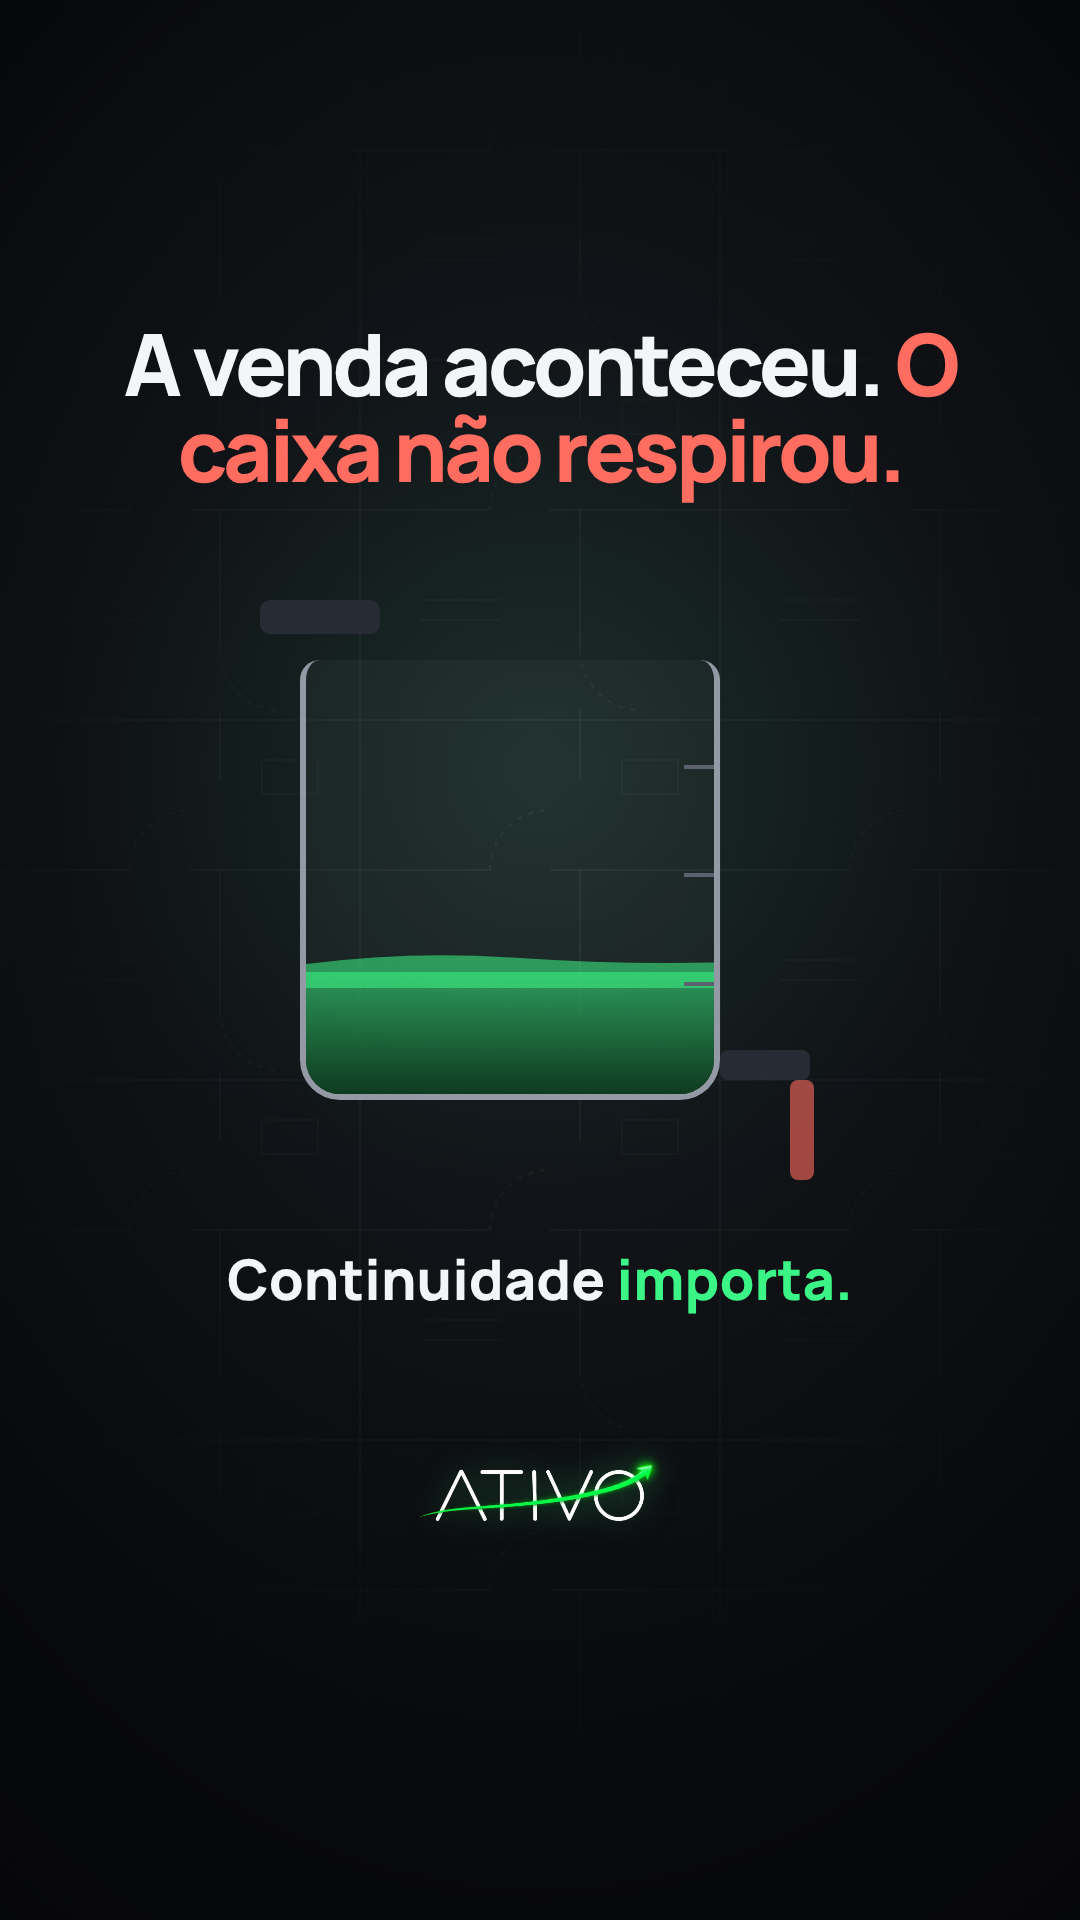 A venda aconteceu. O
caixa não respirou.
Continuidade importa.
ATIVO